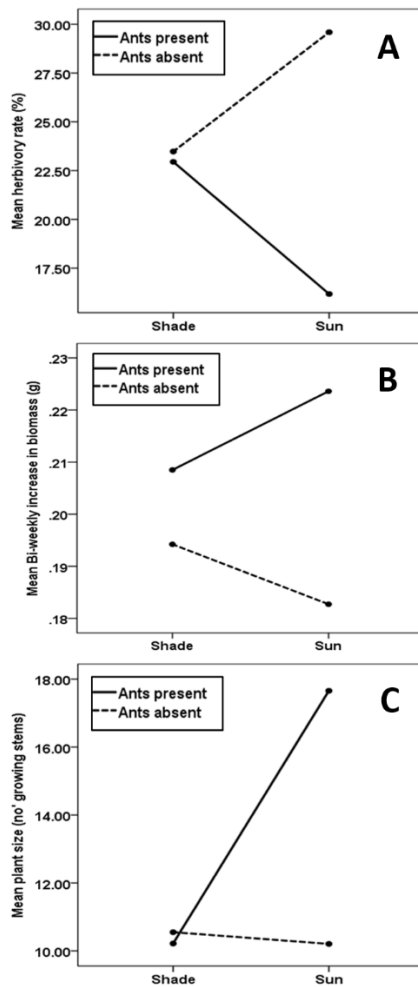 A
Ants present
Ants absent
Mean herbivory rate (%)
30.00
27.50
25.00
22.50
20.00
17.50
Shade Sun
B
Ants present
Ants absent
Mean Bi-weekly increase in biomass (g)
.23
.22
.21
.20
.19
.18
Shade Sun
C
Ants present
Ants absent
Mean plant size (no' growing stems)
18.00
16.00
14.00
12.00
10.00
Shade Sun